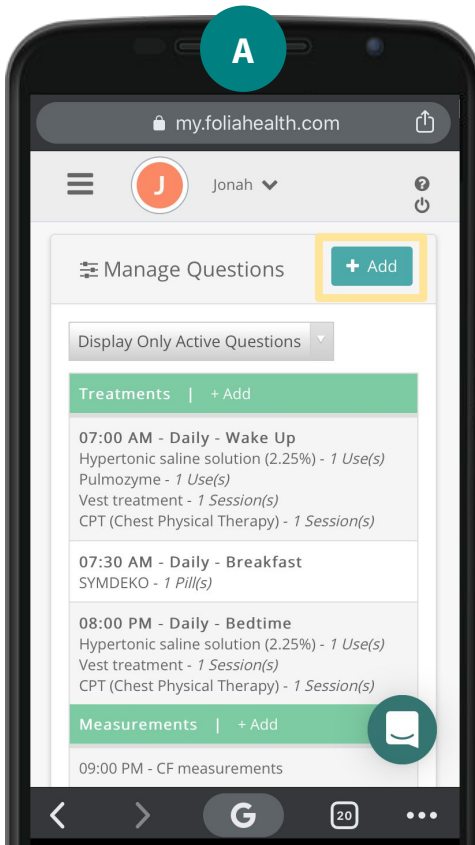 A
my.foliahealth.com
J
Jonah
Manage Questions
+ Add
Display Only Active Questions
Treatments | + Add
07:00 AM - Daily - Wake Up
Hypertonic saline solution (2.25%) - 1 Use(s)
Pulmozyme - 1 Use(s)
Vest treatment - 1 Session(s)
CPT (Chest Physical Therapy) - 1 Session(s)
07:30 AM - Daily - Breakfast
SYMDEKO - 1 Pill(s)
08:00 PM - Daily - Bedtime
Hypertonic saline solution (2.25%) - 1 Use(s)
Vest treatment - 1 Session(s)
CPT (Chest Physical Therapy) - 1 Session(s)
Measurements | + Add
09:00 PM - CF measurements
G
20